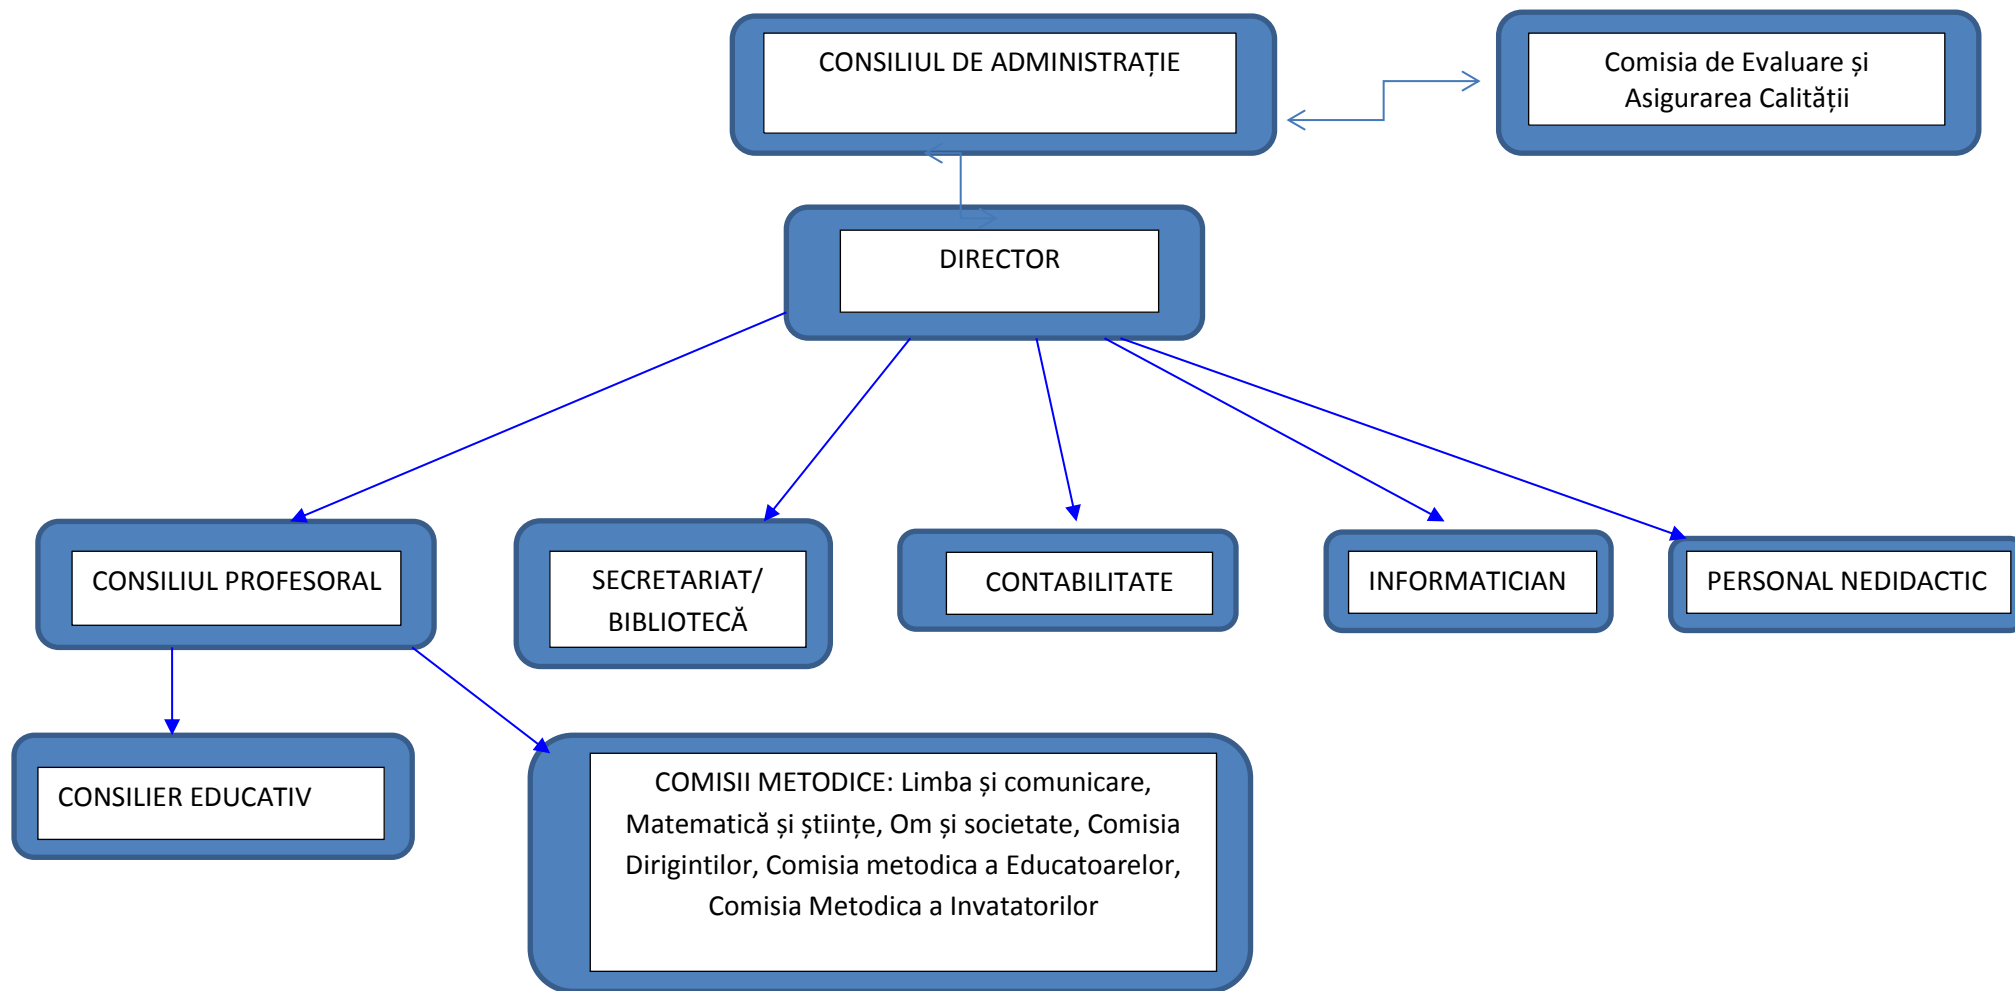 CONSILIUL DE ADMINISTRAȚIE
Comisia de Evaluare și
Asigurarea Calității
DIRECTOR
CONSILIUL PROFESORAL
SECRETARIAT/
BIBLIOTECĂ
CONTABILITATE
INFORMATICIAN
PERSONAL NEDIDACTIC
CONSILIER EDUCATIV
COMISII METODICE: Limba și comunicare,
Matematică și științe, Om și societate, Comisia
Dirigintilor, Comisia metodica a Educatoarelor,
Comisia Metodica a Invatatorilor